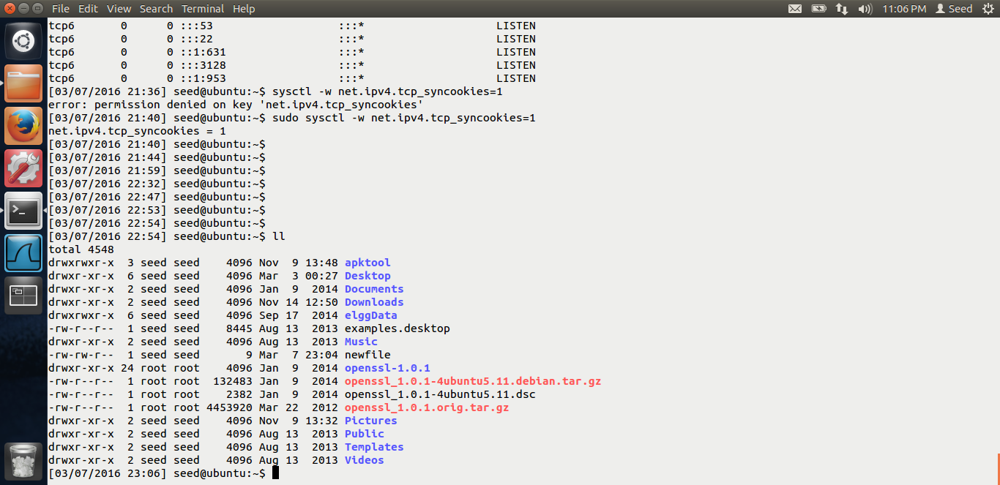 File Edit View Search Terminal Help 11:06 PM Seed
tcp6       0      0 :::53                   :::*                    LISTEN
tcp6       0      0 :::22                   :::*                    LISTEN
tcp6       0      0 ::1:631                 :::*                    LISTEN
tcp6       0      0 :::3128                 :::*                    LISTEN
tcp6       0      0 ::1:953                 :::*                    LISTEN
[03/07/2016 21:36] seed@ubuntu:~$ sysctl -w net.ipv4.tcp_syncookies=1
error: permission denied on key 'net.ipv4.tcp_syncookies'
[03/07/2016 21:40] seed@ubuntu:~$ sudo sysctl -w net.ipv4.tcp_syncookies=1
net.ipv4.tcp_syncookies = 1
[03/07/2016 21:40] seed@ubuntu:~$
[03/07/2016 21:44] seed@ubuntu:~$
[03/07/2016 21:59] seed@ubuntu:~$
[03/07/2016 22:32] seed@ubuntu:~$
[03/07/2016 22:47] seed@ubuntu:~$
[03/07/2016 22:53] seed@ubuntu:~$
[03/07/2016 22:54] seed@ubuntu:~$
[03/07/2016 22:54] seed@ubuntu:~$ ll
total 4548
drwxrwxr-x  3 seed seed    4096 Nov  9 13:48 apktool
drwxr-xr-x  6 seed seed    4096 Mar  3 00:27 Desktop
drwxr-xr-x  2 seed seed    4096 Jan  9  2014 Documents
drwxr-xr-x  2 seed seed    4096 Nov 14 12:50 Downloads
drwxrwxr-x  6 seed seed    4096 Sep 17  2014 elggData
-rw-r--r--  1 seed seed    8445 Aug 13  2013 examples.desktop
drwxr-xr-x  2 seed seed    4096 Aug 13  2013 Music
-rw-rw-r--  1 seed seed       9 Mar  7 23:04 newfile
drwxr-xr-x 24 root root    4096 Jan  9  2014 openssl-1.0.1
-rw-r--r--  1 root root  132483 Jan  9  2014 openssl_1.0.1-4ubuntu5.11.debian.tar.gz
-rw-r--r--  1 root root    2382 Jan  9  2014 openssl_1.0.1-4ubuntu5.11.dsc
-rw-r--r--  1 root root 4453920 Mar 22  2012 openssl_1.0.1.orig.tar.gz
drwxr-xr-x  2 seed seed    4096 Nov  9 13:32 Pictures
drwxr-xr-x  2 seed seed    4096 Aug 13  2013 Public
drwxr-xr-x  2 seed seed    4096 Aug 13  2013 Templates
drwxr-xr-x  2 seed seed    4096 Aug 13  2013 Videos
[03/07/2016 23:06] seed@ubuntu:~$